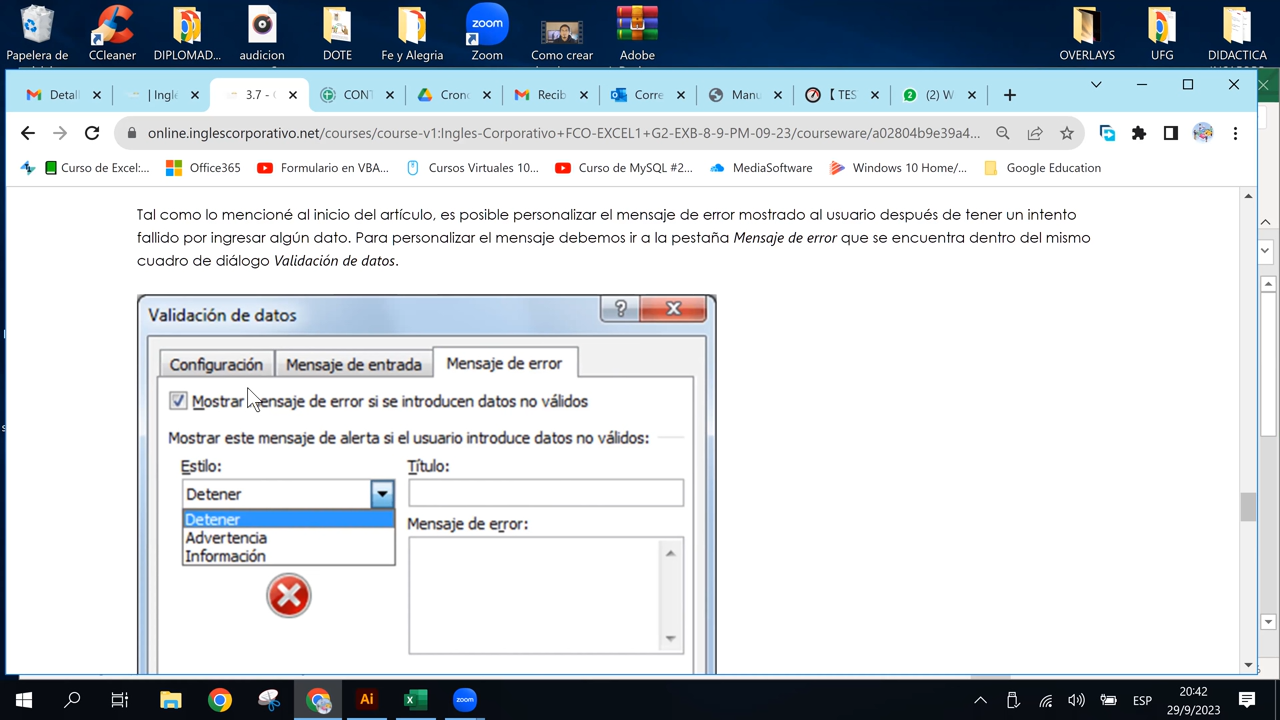 Papelera de
CCleaner
DIPLOMAD...
audicion
DOTE
Fe y Alegria
zoom
Zoom
Como crear
Adobe
OVERLAYS
UFG
DIDACTICA
Detall
| Ingle
3.7 -
CONT
Cronc
Recib
Corre
Manu
【 TES
(2) W
online.inglescorporativo.net/courses/course-v1:Ingles-Corporativo+FCO-EXCEL1+G2-EXB-8-9-PM-09-23/courseware/a02804b9e39a4...
Curso de Excel:...
Office365
Formulario en VBA...
Cursos Virtuales 10...
Curso de MySQL #2...
MediaSoftware
Windows 10 Home/...
Google Education
Tal como lo mencioné al inicio del artículo, es posible personalizar el mensaje de error mostrado al usuario después de tener un intento
fallido por ingresar algún dato. Para personalizar el mensaje debemos ir a la pestaña Mensaje de error que se encuentra dentro del mismo
cuadro de diálogo Validación de datos.
Validación de datos
Configuración
Mensaje de entrada
Mensaje de error
Mostrar mensaje de error si se introducen datos no válidos
Mostrar este mensaje de alerta si el usuario introduce datos no válidos:
Estilo:
Título:
Detener
Detener
Mensaje de error:
Advertencia
Información
Ai
zoom
ESP
20:42
29/9/2023